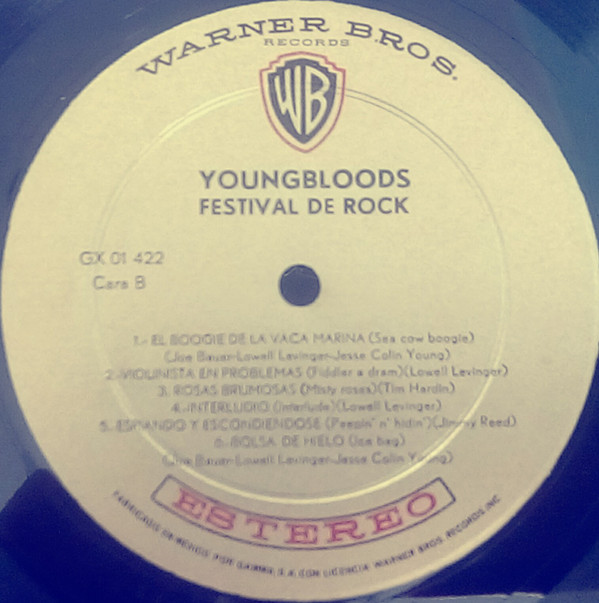 WARNER BROS.
RECORDS
WB
YOUNGBLOODS
FESTIVAL DE ROCK
GX 01 422
Cara B
1.- EL BOOGIE DE LA VACA MARINA (Sea cow boogie)
(Joe Bauer-Lowell Levinger-Jesse Colin Young)
2.-VIOLINISTA EN PROBLEMAS (Fiddler a dram)(Lowell Levinger)
3.- ROSAS BRUMOSAS (Misty roses)(Tim Hardin)
4.-INTERLUDIO (Interlude)(Lowell Levinger)
5.-ESPIANDO Y ESCONDIENDOSE (Peepin' n' hidin')(Jimmy Reed)
6.-BOLSA DE HIELO (Ice bag)
(Joe Bauer-Lowell Levinger-Jesse Colin Young)
ESTEREO
FABRICADO EN MEXICO POR GAMMA, S.A. CON LICENCIA WARNER BROS. RECORDS, INC.